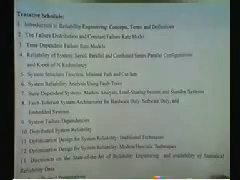 Tentative Schedule:
1. Introduction to Reliability Engineering: Concepts, Terms and Definitions
2. The Failure Distribution and Constant Failure Rate Model
3. Time Dependent Failure Rate Models
4. Reliability of System: Serial, Parallel and Combined Series-Parallel Configurations
and K-out-of-N Redundancy
5. System Structure Function, Minimal Path and Cut Sets
6. System Reliability Analysis Using Fault Trees
7. State-Dependent Systems: Markov Analysis, Load-Sharing System and Standby Systems
8. Fault-Tolerant System Architectures for Hardware Only, Software Only, and
Embedded Systems
9. System Failure Dependencies
10. Distributed System Reliability
11. Optimization Design for System Reliability: Traditional Techniques
12. Optimization Design for System Reliability: Modern Heuristic Techniques
13. Discussion on the State-of-the-Art of Reliability Engineering and Availability of Statistical
Reliability Data